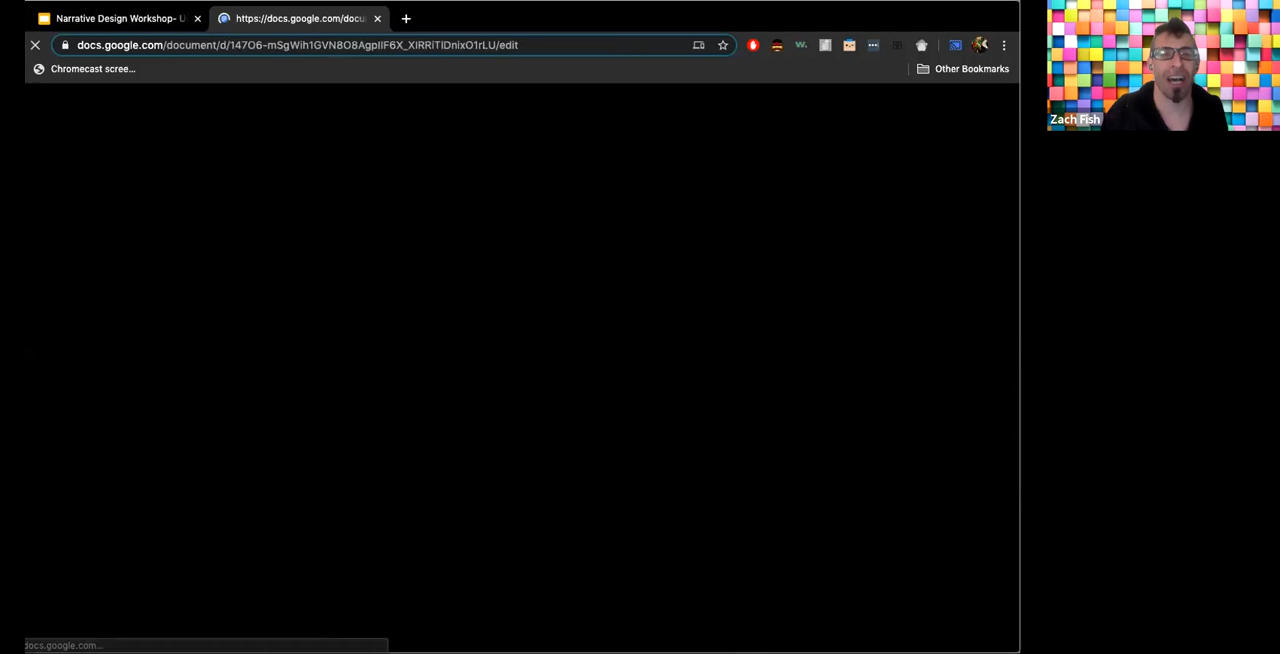 Narrative Design Workshop- U
https://docs.google.com/docu
docs.google.com/document/d/147O6-mSgWih1GVN8O8AgpIIF6X_XIRRiTIDnixO1rLU/edit
Chromecast scree...
Other Bookmarks
Zach Fish
docs.google.com...